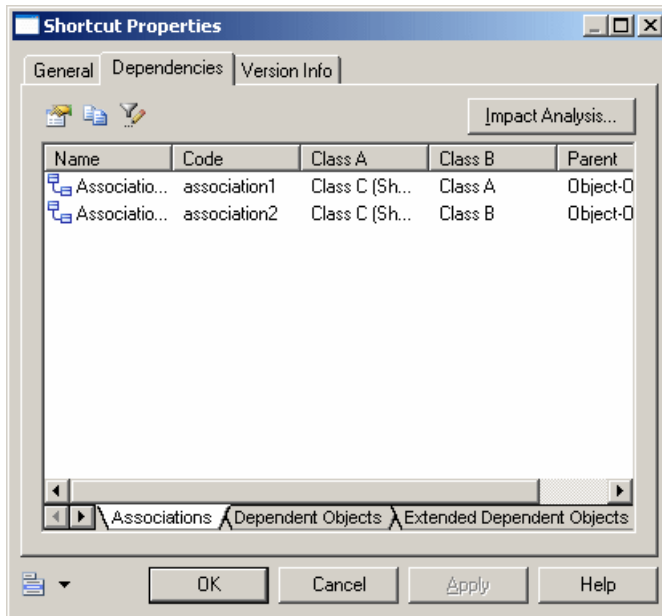 Shortcut Properties
General Dependencies Version Info
Impact Analysis...
Name Code Class A Class B Parent
Associatio... association1 Class C (Sh... Class A Object-O
Associatio... association2 Class C (Sh... Class B Object-O
Associations Dependent Objects Extended Dependent Objects
OK Cancel Apply Help